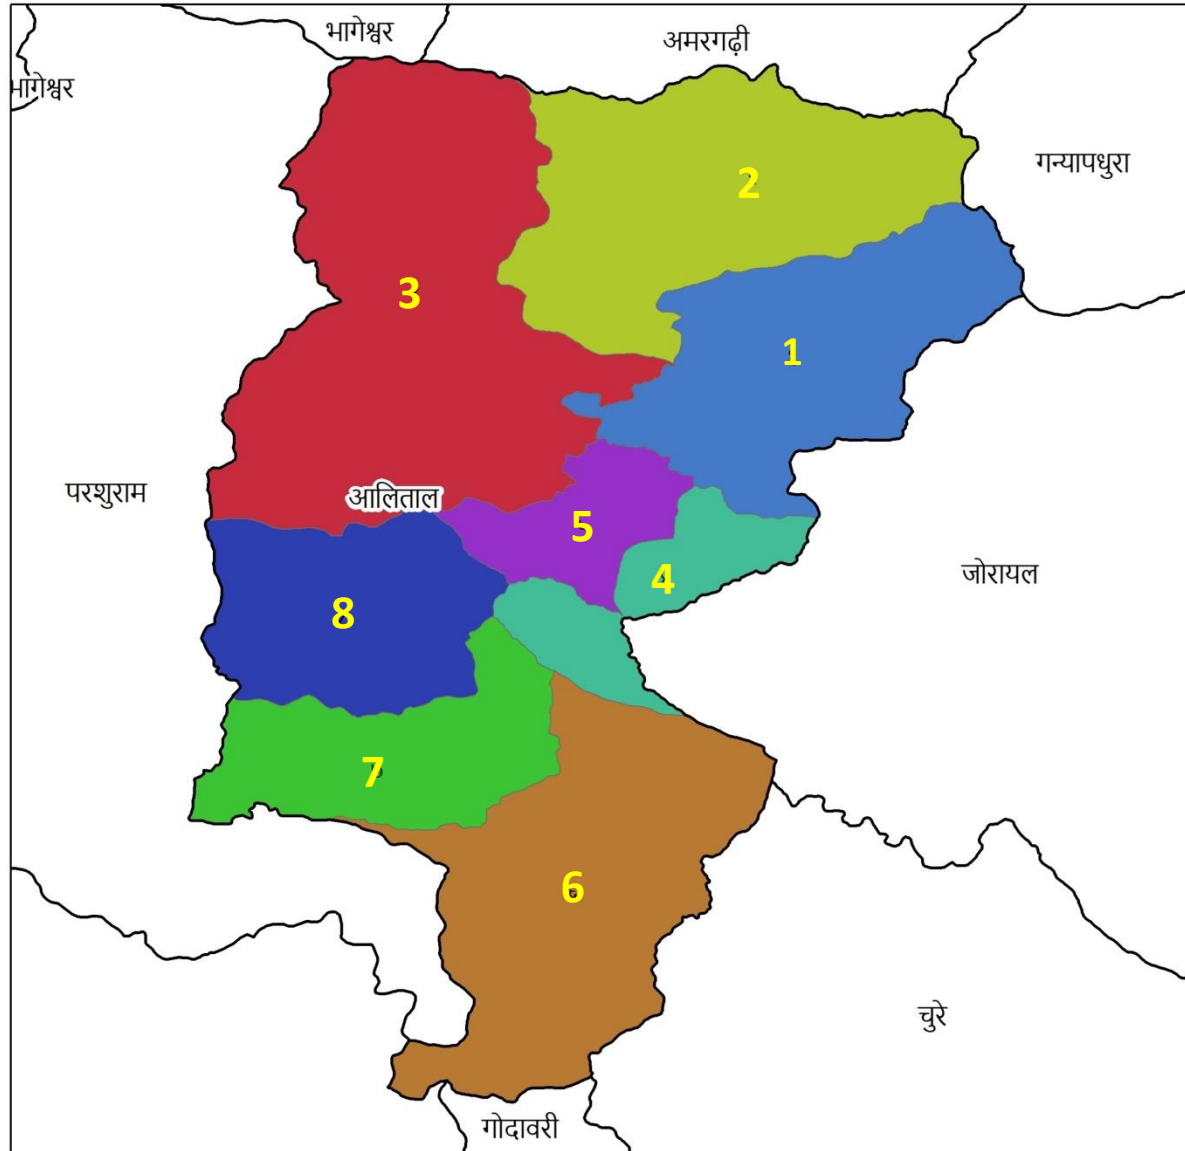 भागेश्वर
अमरगढ़ी
भागेश्वर
गन्यापधुरा
2
3
1
परशुराम
आलिताल
5
जोरायल
4
8
7
6
चुरे
गोदावरी